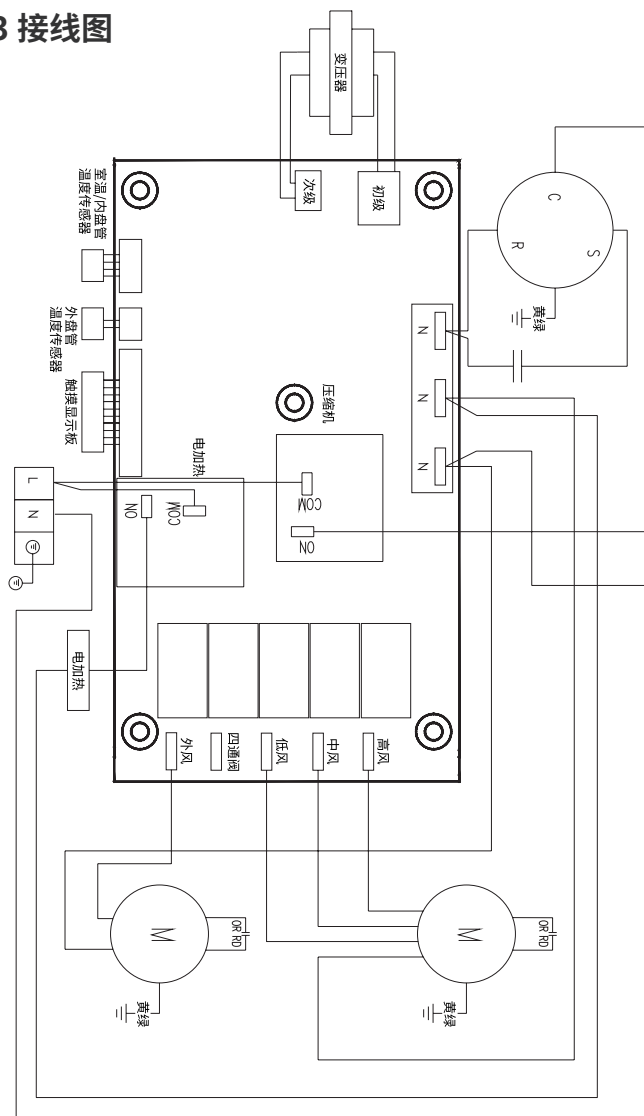 3 接线图
变压器
次级
初级
室温/内盘管
温度传感器
外盘管
温度传感器
触摸显示板
C
R
S
黄绿
N
N
N
压缩机
COM
NO
电加热
COM
NO
L
N
电加热
外风
四通阀
低风
中风
高风
M
OR RD
黄绿
M
OR RD
黄绿